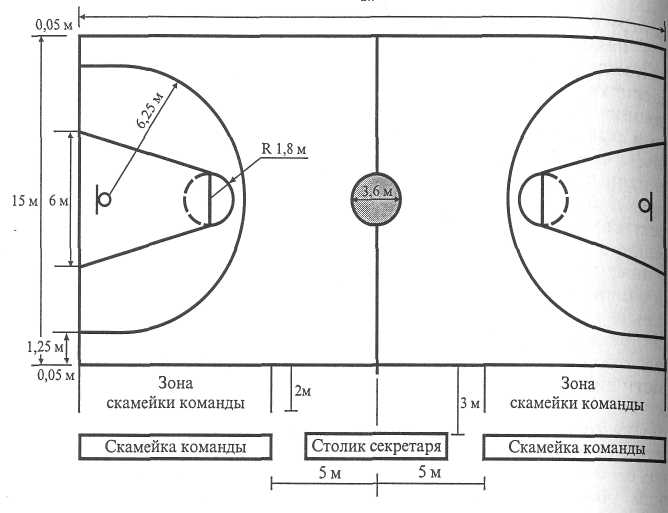 0,05 м
6,25 м
R 1,8 м
15 м
6 м
3,6 м
1,25 м
0,05 м
Зона
скамейки команды
2м
3 м
Зона
скамейки команды
Скамейка команды
Столик секретаря
Скамейка команды
5 м
5 м